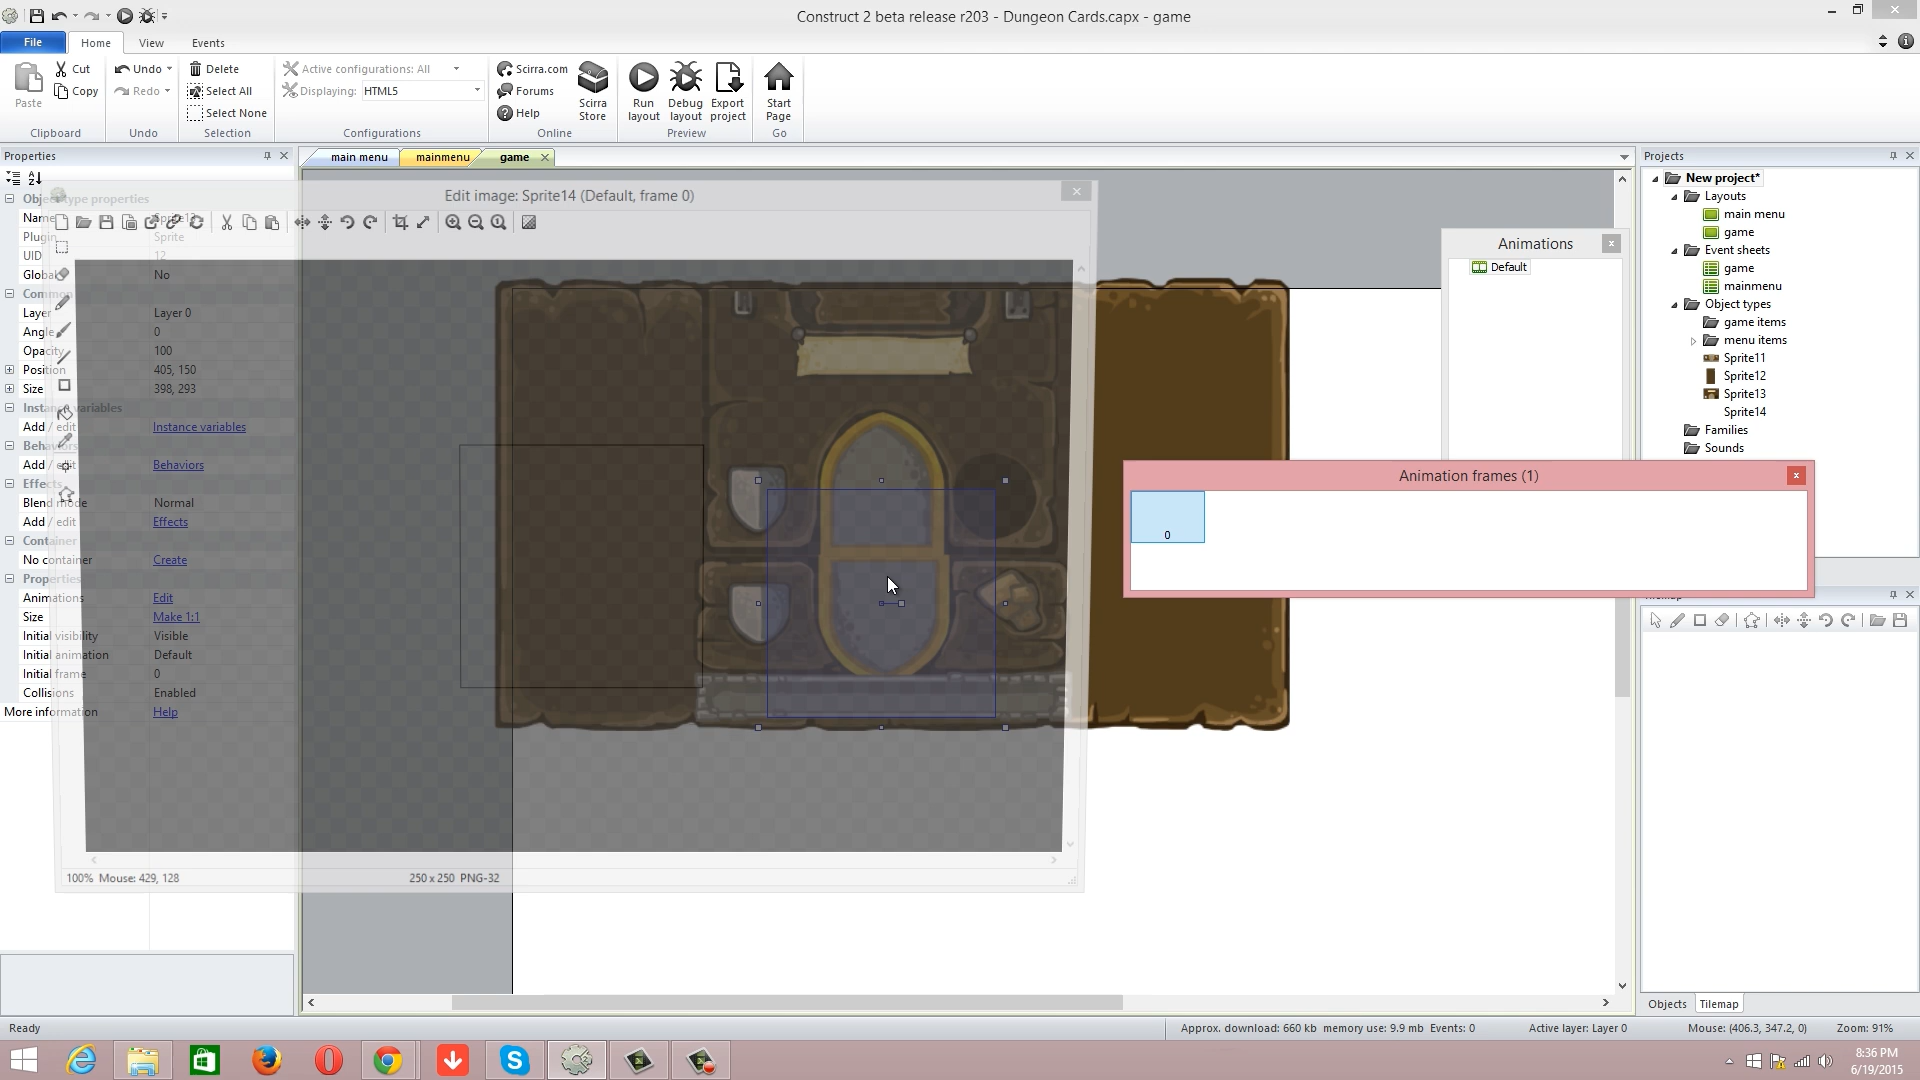 Construct 2 beta release r203 - Dungeon Cards.capx - game
File
Home
View
Events
Paste
Cut
Copy
Clipboard
Undo
Redo
Undo
Delete
Select All
Select None
Selection
Active configurations: All
Displaying:
HTML5
Configurations
Scirra.com
Forums
Help
Scirra
Store
Online
Run
layout
Debug
layout
Export
project
Preview
Start
Page
Go
Properties
main menu
mainmenu
game
Projects
Edit image: Sprite14 (Default, frame 0)
Name
Plugin
Sprite
UID
12
Global
No
Common
Layer
Layer 0
Angle
0
Opacity
100
Position
405, 150
Size
398, 293
Instance variables
Add / edit
Instance variables
Behaviors
Add / edit
Behaviors
Effects
Blend mode
Normal
Add / edit
Effects
Container
No container
Create
Properties
Animations
Edit
Size
Make 1:1
Initial visibility
Visible
Initial animation
Default
Initial frame
0
Collisions
Enabled
More information
Help
100% Mouse: 429, 128
250 x 250 PNG-32
Animations
Default
Animation frames (1)
0
New project*
Layouts
main menu
game
Event sheets
game
mainmenu
Object types
game items
menu items
Sprite11
Sprite12
Sprite13
Sprite14
Families
Sounds
Objects
Tilemap
Ready
Approx. download: 660 kb memory use: 9.9 mb Events: 0
Active layer: Layer 0
Mouse: (406.3, 347.2, 0)
Zoom: 91%
8:36 PM
6/19/2015